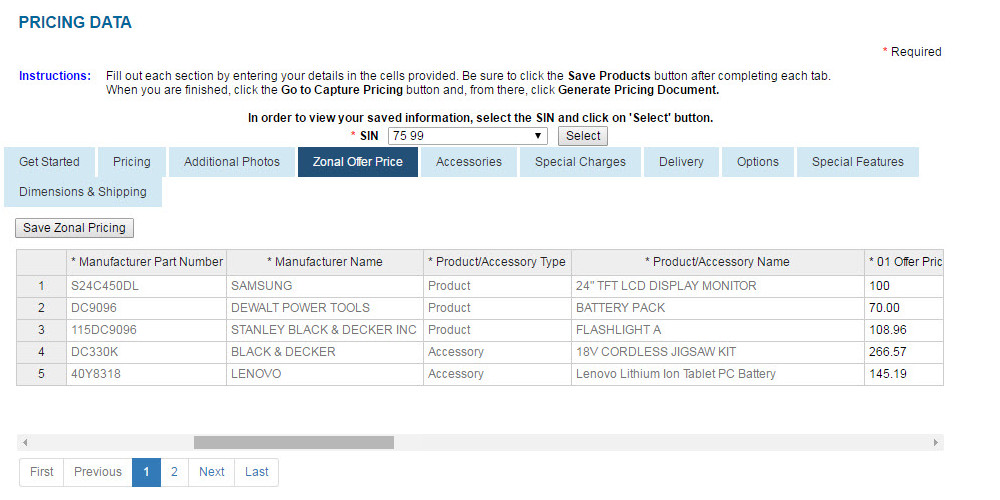 PRICING DATA
* Required
Instructions: Fill out each section by entering your details in the cells provided. Be sure to click the Save Products button after completing each tab.
When you are finished, click the Go to Capture Pricing button and, from there, click Generate Pricing Document.
In order to view your saved information, select the SIN and click on 'Select' button.
* SIN 75 99 Select
Get Started Pricing Additional Photos Zonal Offer Price Accessories Special Charges Delivery Options Special Features
Dimensions & Shipping
Save Zonal Pricing
* Manufacturer Part Number * Manufacturer Name * Product/Accessory Type * Product/Accessory Name * 01 Offer Pric
1 S24C450DL SAMSUNG Product 24" TFT LCD DISPLAY MONITOR 100
2 DC9096 DEWALT POWER TOOLS Product BATTERY PACK 70.00
3 115DC9096 STANLEY BLACK & DECKER INC Product FLASHLIGHT A 108.96
4 DC330K BLACK & DECKER Accessory 18V CORDLESS JIGSAW KIT 266.57
5 40Y8318 LENOVO Accessory Lenovo Lithium Ion Tablet PC Battery 145.19
First Previous 1 2 Next Last